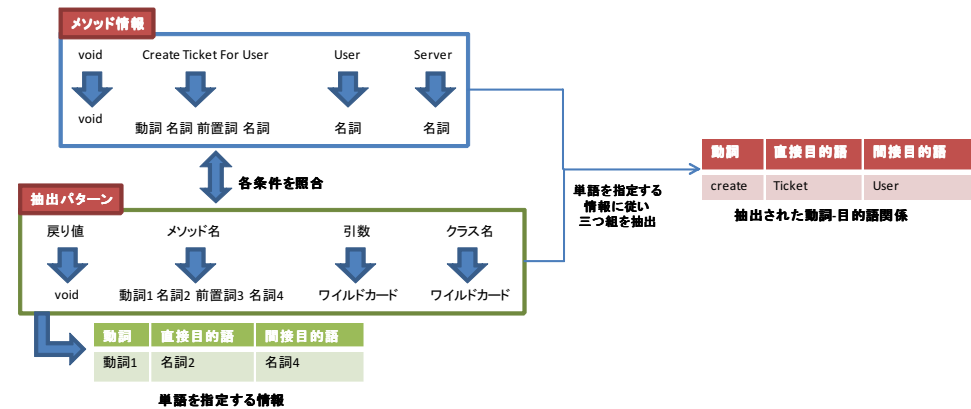 メソッド情報
void Create Ticket For User User Server
void 動詞 名詞 前置詞 名詞 名詞 名詞
各条件を照合
抽出パターン
戻り値 メソッド名 引数 クラス名
void 動詞1 名詞2 前置詞3 名詞4 ワイルドカード ワイルドカード
動詞 直接目的語 間接目的語
動詞1 名詞2 名詞4
単語を指定する情報
単語を指定する
情報に従い
三つ組を抽出
動詞 直接目的語 間接目的語
create Ticket User
抽出された動詞-目的語関係